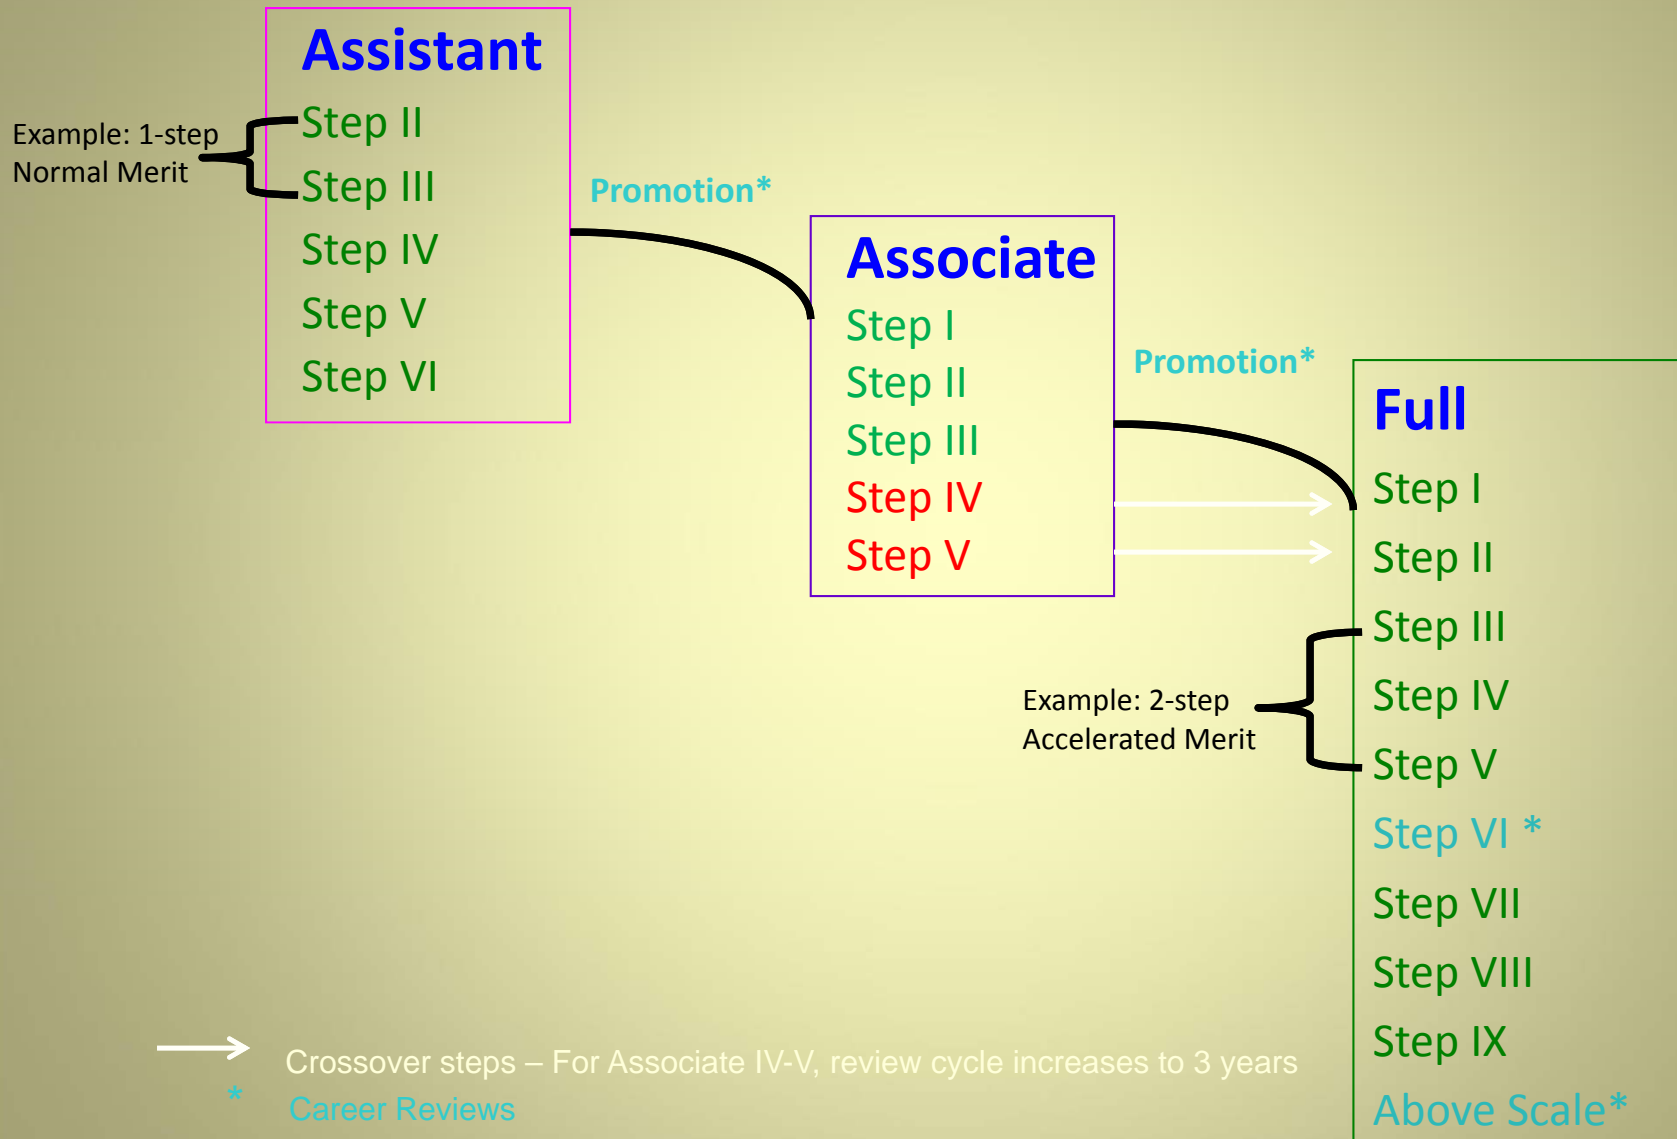 Assistant
Step II
Step III
Step IV
Step V
Step VI
Example: 1-step
Normal Merit
Promotion*
Associate
Step I
Step II
Step III
Step IV
Step V
Promotion*
Full
Step I
Step II
Step III
Step IV
Step V
Step VI *
Step VII
Step VIII
Step IX
Above Scale*
Example: 2-step
Accelerated Merit
Crossover steps – For Associate IV-V, review cycle increases to 3 years
* Career Reviews